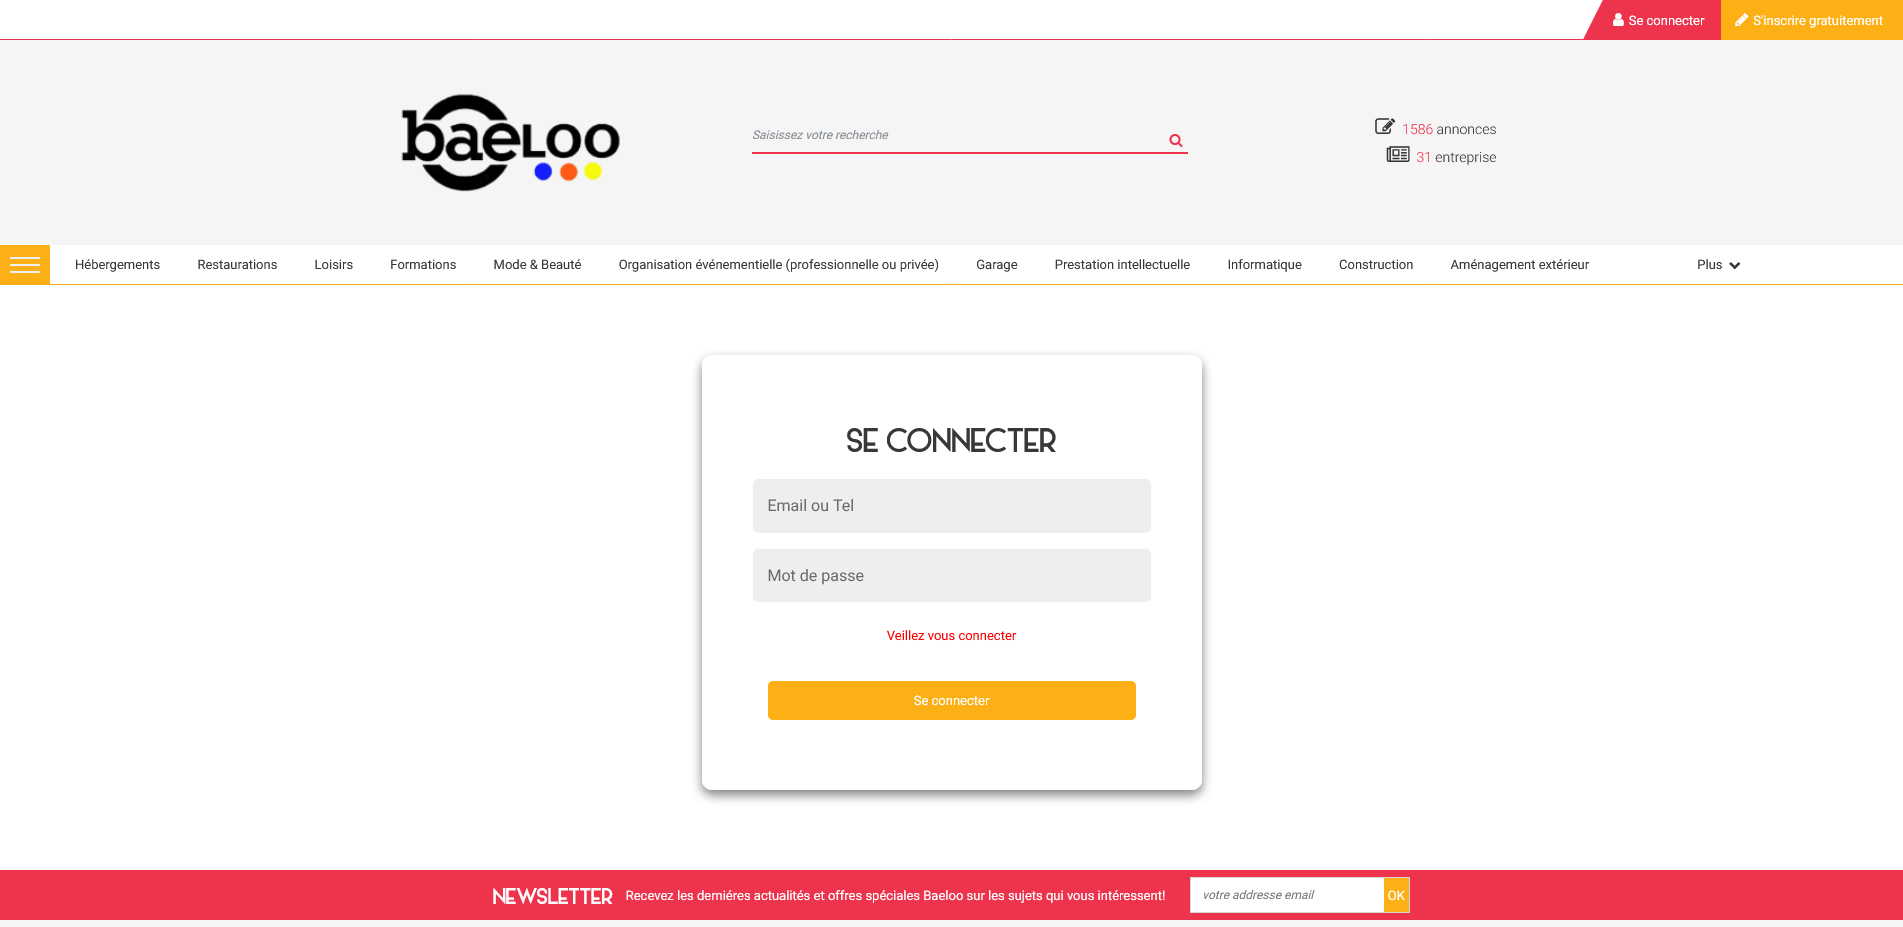 Se connecter
S'inscrire gratuitement
baeLOO
Saisissez votre recherche
1586 annonces
31 entreprise
Hébergements
Restaurations
Loisirs
Formations
Mode & Beauté
Organisation événementielle (professionnelle ou privée)
Garage
Prestation intellectuelle
Informatique
Construction
Aménagement extérieur
Plus
SE CONNECTER
Email ou Tel
Mot de passe
Veillez vous connecter
Se connecter
NEWSLETTER
Recevez les derniéres actualités et offres spéciales Baeloo sur les sujets qui vous intéressent!
votre addresse email
OK